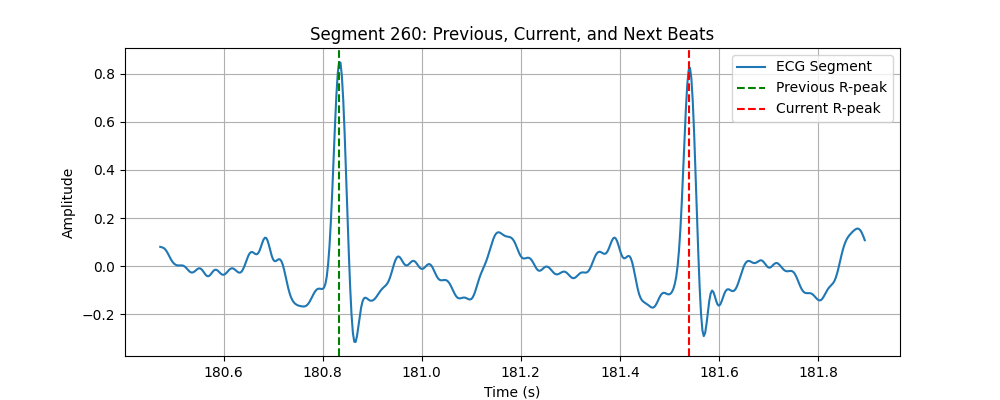 Segment 260: Previous, Current, and Next Beats
ECG Segment
Previous R-peak
Current R-peak
Amplitude
0.8
0.6
0.4
0.2
0.0
−0.2
180.6 180.8 181.0 181.2 181.4 181.6 181.8
Time (s)